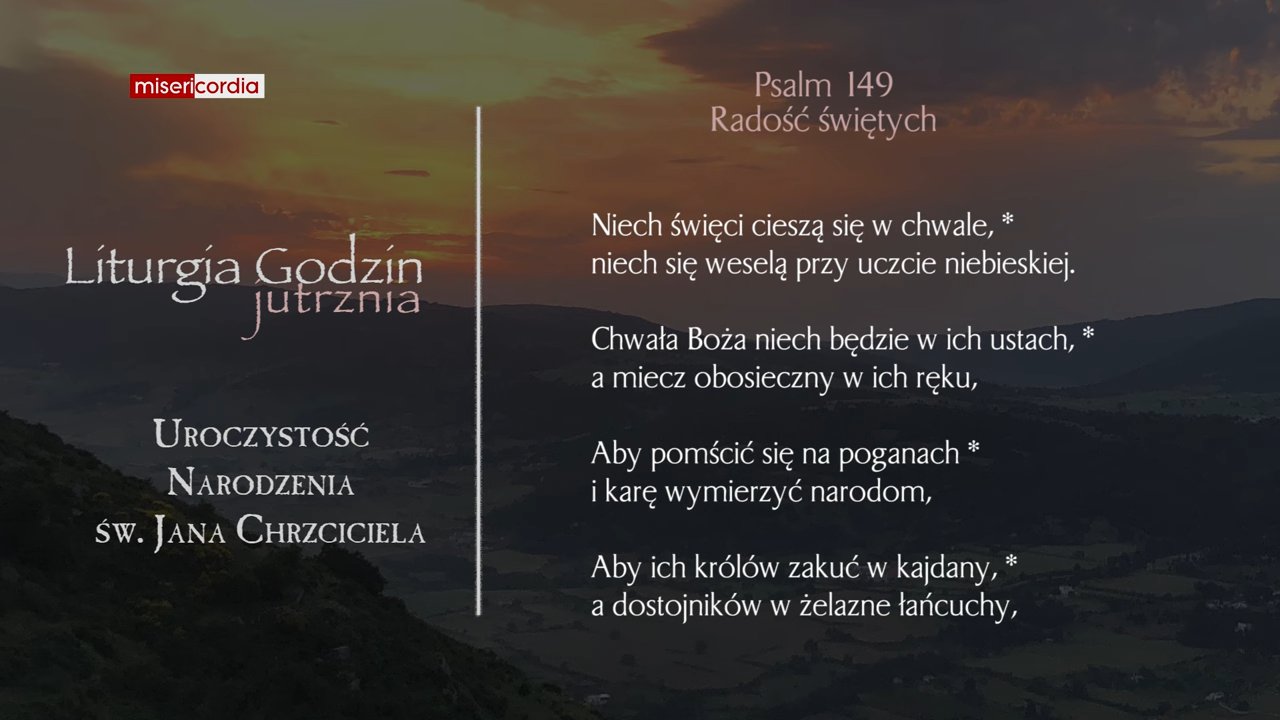 misericordia
Liturgia Godzin
jutrznia
Uroczystość
Narodzenia
św. Jana Chrzciciela
Psalm 149
Radość świętych
Niech święci cieszą się w chwale, *
niech się weselą przy uczcie niebieskiej.
Chwała Boża niech będzie w ich ustach, *
a miecz obosieczny w ich ręku,
Aby pomścić się na poganach *
i karę wymierzyć narodom,
Aby ich królów zakuć w kajdany, *
a dostojników w żelazne łańcuchy,